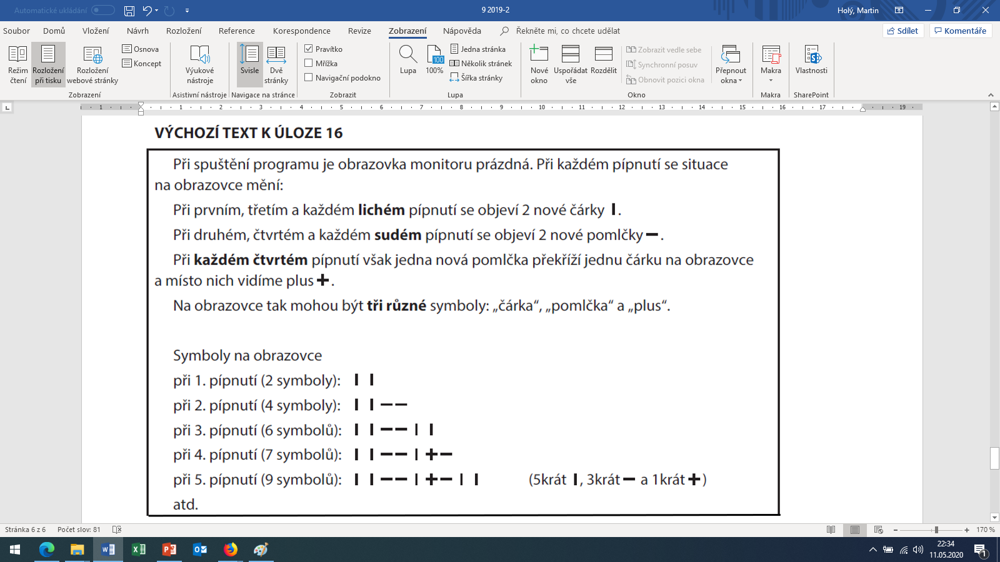 Automatické ukládání
9 2019-2
Holý, Martin
Soubor Domů Vložení Návrh Rozložení Reference Korespondence Revize Zobrazení Nápověda Řekněte mi, co chcete udělat
Sdílet Komentáře
Režim čtení
Rozložení při tisku
Rozložení webové stránky
Osnova
Koncept
Zobrazení
Výukové nástroje
Asistivní nástroje
Svisle
Dvě stránky
Navigace na stránce
Pravítko
Mřížka
Navigační podokno
Zobrazit
Lupa
100
100%
Jedna stránka
Několik stránek
Šířka stránky
Lupa
Nové okno
Uspořádat vše
Rozdělit
Zobrazit vedle sebe
Synchronní posuv
Obnovit pozici okna
Přepnout okna
Okno
Makra
Makra
Vlastnosti
SharePoint
1 1 2 3 4 5 6 7 8 9 10 11 12 13 14 15 16 17 19
VÝCHOZÍ TEXT K ÚLOZE 16
Při spuštění programu je obrazovka monitoru prázdná. Při každém pípnutí se situace
na obrazovce mění:
Při prvním, třetím a každém lichém pípnutí se objeví 2 nové čárky I.
Při druhém, čtvrtém a každém sudém pípnutí se objeví 2 nové pomlčky –.
Při každém čtvrtém pípnutí však jedna nová pomlčka překříží jednu čárku na obrazovce
a místo nich vidíme plus +.
Na obrazovce tak mohou být tři různé symboly: „čárka“, „pomlčka“ a „plus“.
Symboly na obrazovce
při 1. pípnutí (2 symboly): I I
při 2. pípnutí (4 symboly): I I – –
při 3. pípnutí (6 symbolů): I I – – I I
při 4. pípnutí (7 symbolů): I I – – I + –
při 5. pípnutí (9 symbolů): I I – – I + – I I (5krát I, 3krát – a 1krát +)
atd.
Stránka 6 z 6 Počet slov: 81
170 %
22:34
11.05.2020
1